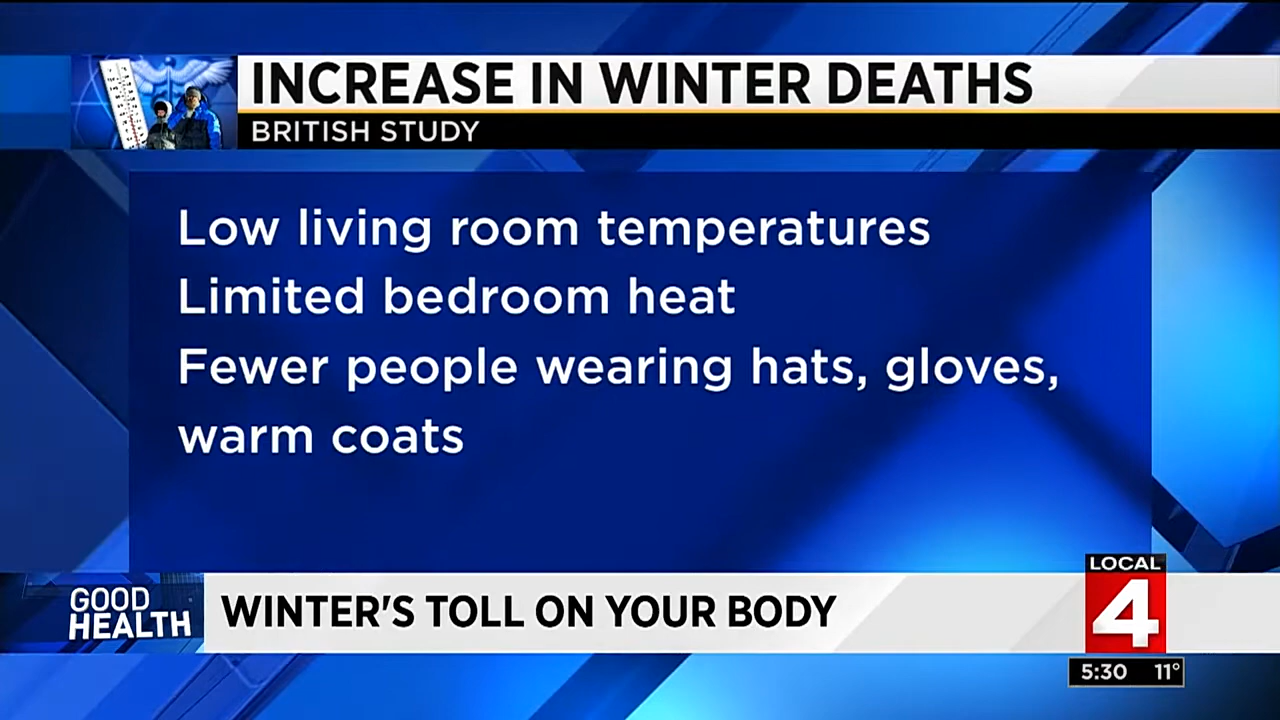 INCREASE IN WINTER DEATHS
BRITISH STUDY
Low living room temperatures
Limited bedroom heat
Fewer people wearing hats, gloves,
warm coats
GOOD
HEALTH
WINTER'S TOLL ON YOUR BODY
LOCAL
4
5:30 11°